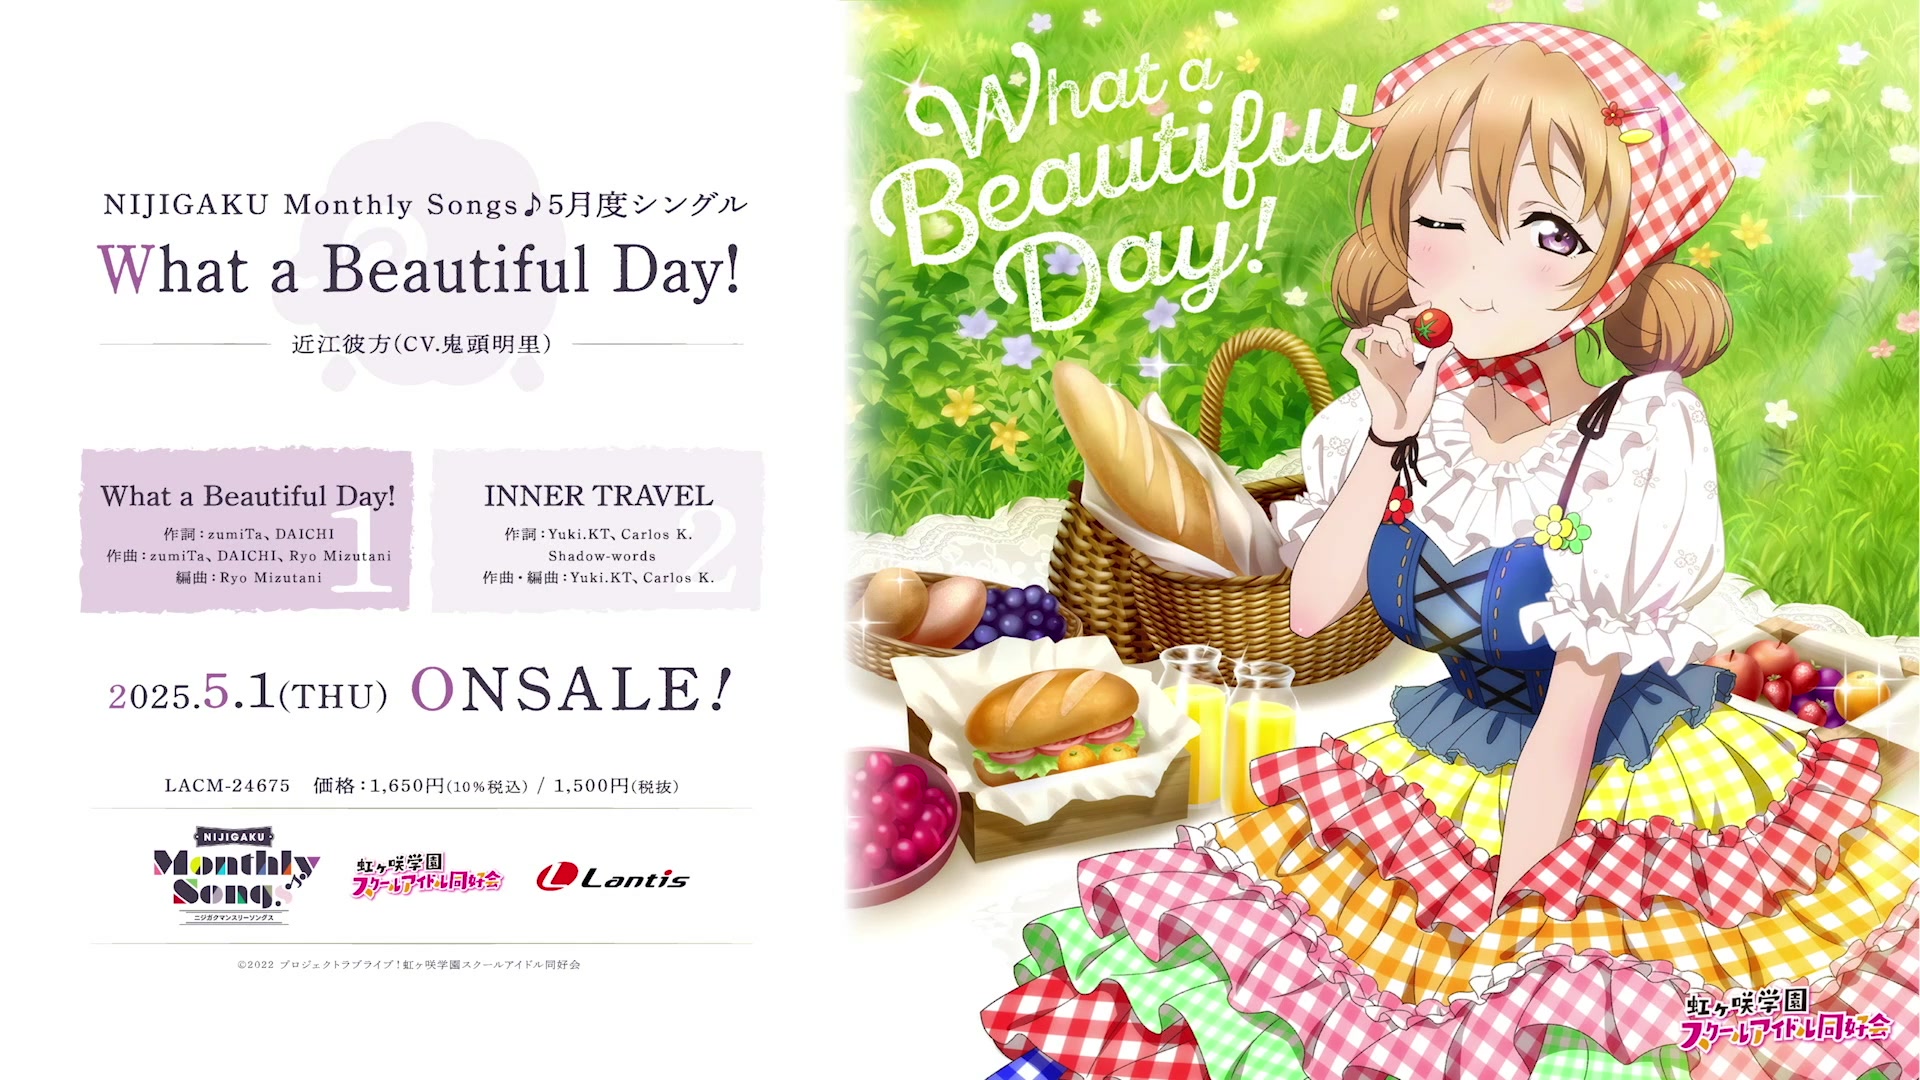 NIJIGAKU Monthly Songs♪5月度シングル
What a Beautiful Day!
近江彼方(CV.鬼頭明里)
What a Beautiful Day!
作詞：zumiTa、DAICHI
作曲：zumiTa、DAICHI、Ryo Mizutani
編曲：Ryo Mizutani
1
INNER TRAVEL
作詞：Yuki.KT、Carlos K.
Shadow-words
作曲・編曲：Yuki.KT、Carlos K.
2
2025.5.1(THU) ONSALE!
LACM-24675 価格：1,650円(10%税込) / 1,500円(税抜)
NIJIGAKU
Monthly
Songs♪
ニジガクマンスリーソングス
虹ヶ咲学園
スクールアイドル同好会
Lantis
©2022 プロジェクトラブライブ！虹ヶ咲学園スクールアイドル同好会
What a
Beautiful
Day!
虹ヶ咲学園
スクールアイドル同好会